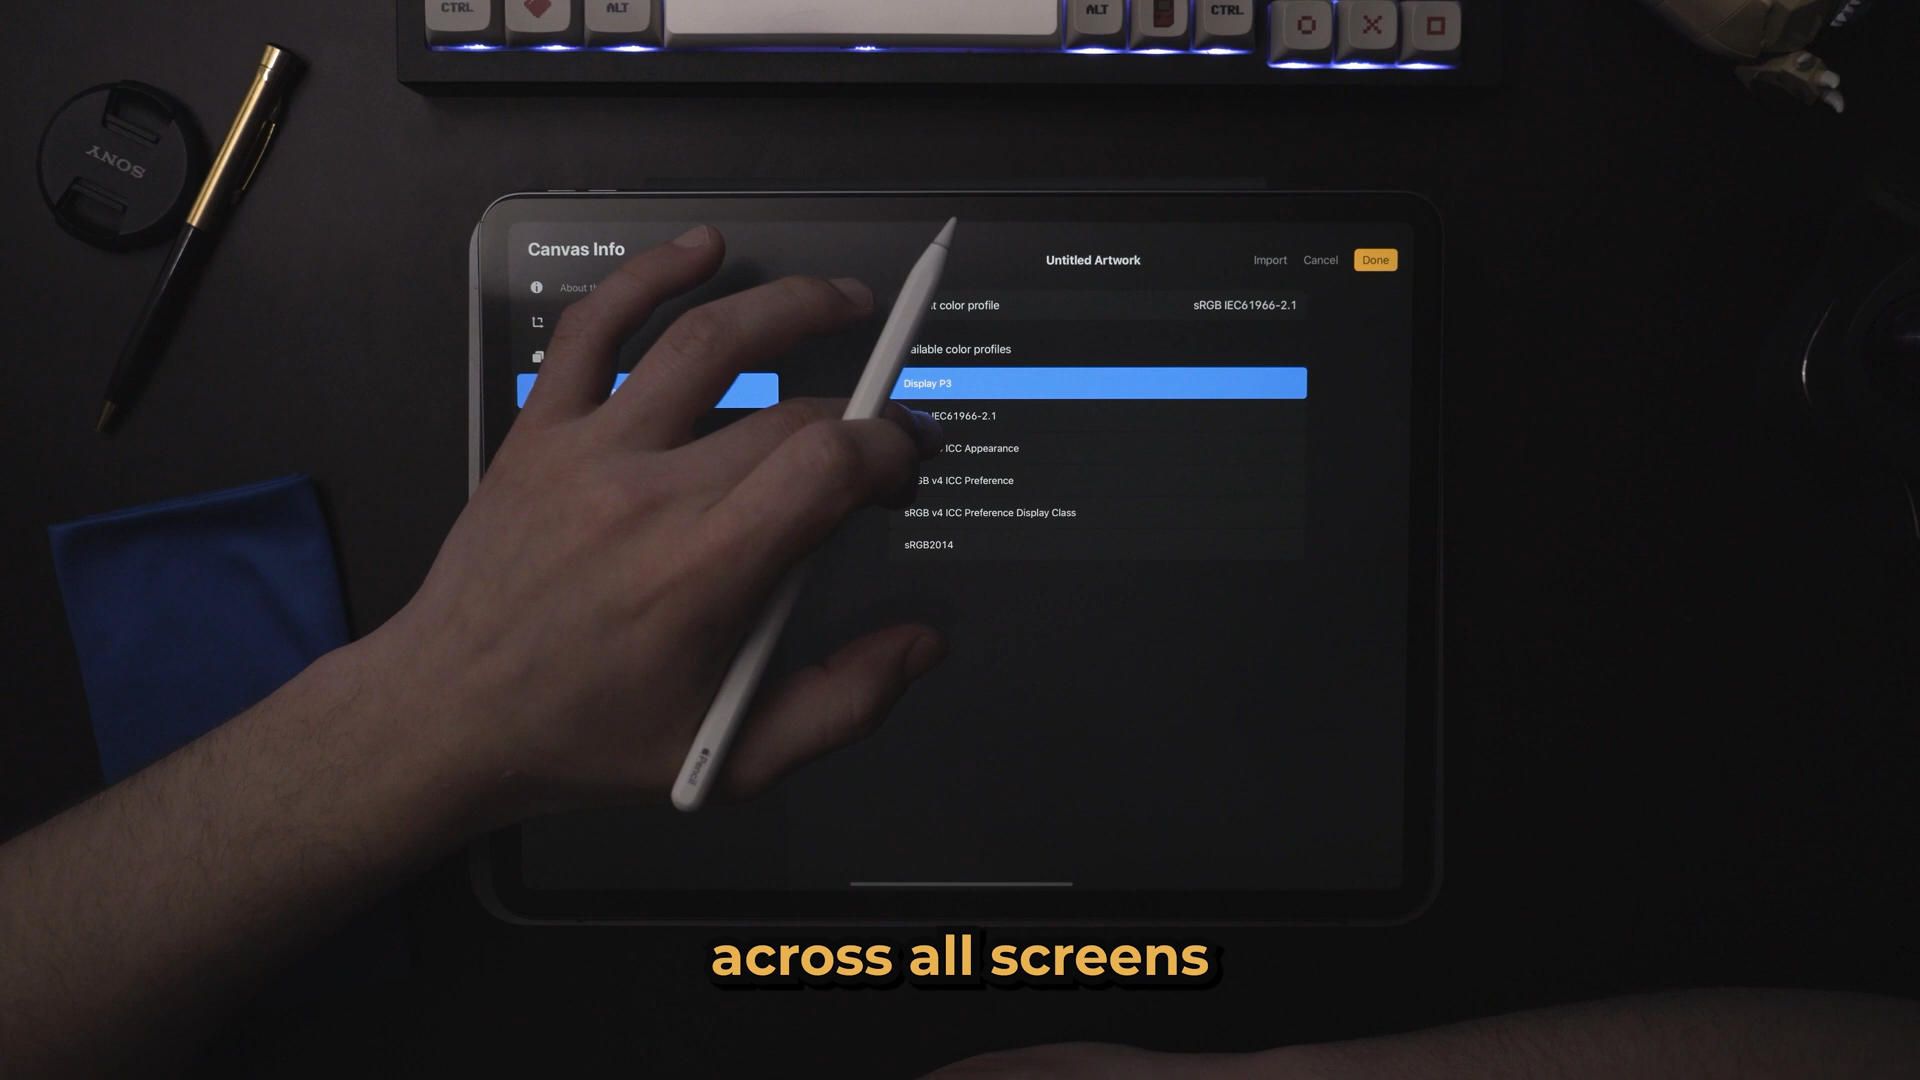 CTRL
ALT
ALT
CTRL
SONY
Canvas Info
Untitled Artwork
Import
Cancel
Done
About
color profile
sRGB IEC61966-2.1
color profiles
Display P3
IEC61966-2.1
ICC Appearance
v4 ICC Preference
sRGB v4 ICC Preference Display Class
sRGB2014
Pencil
across all screens